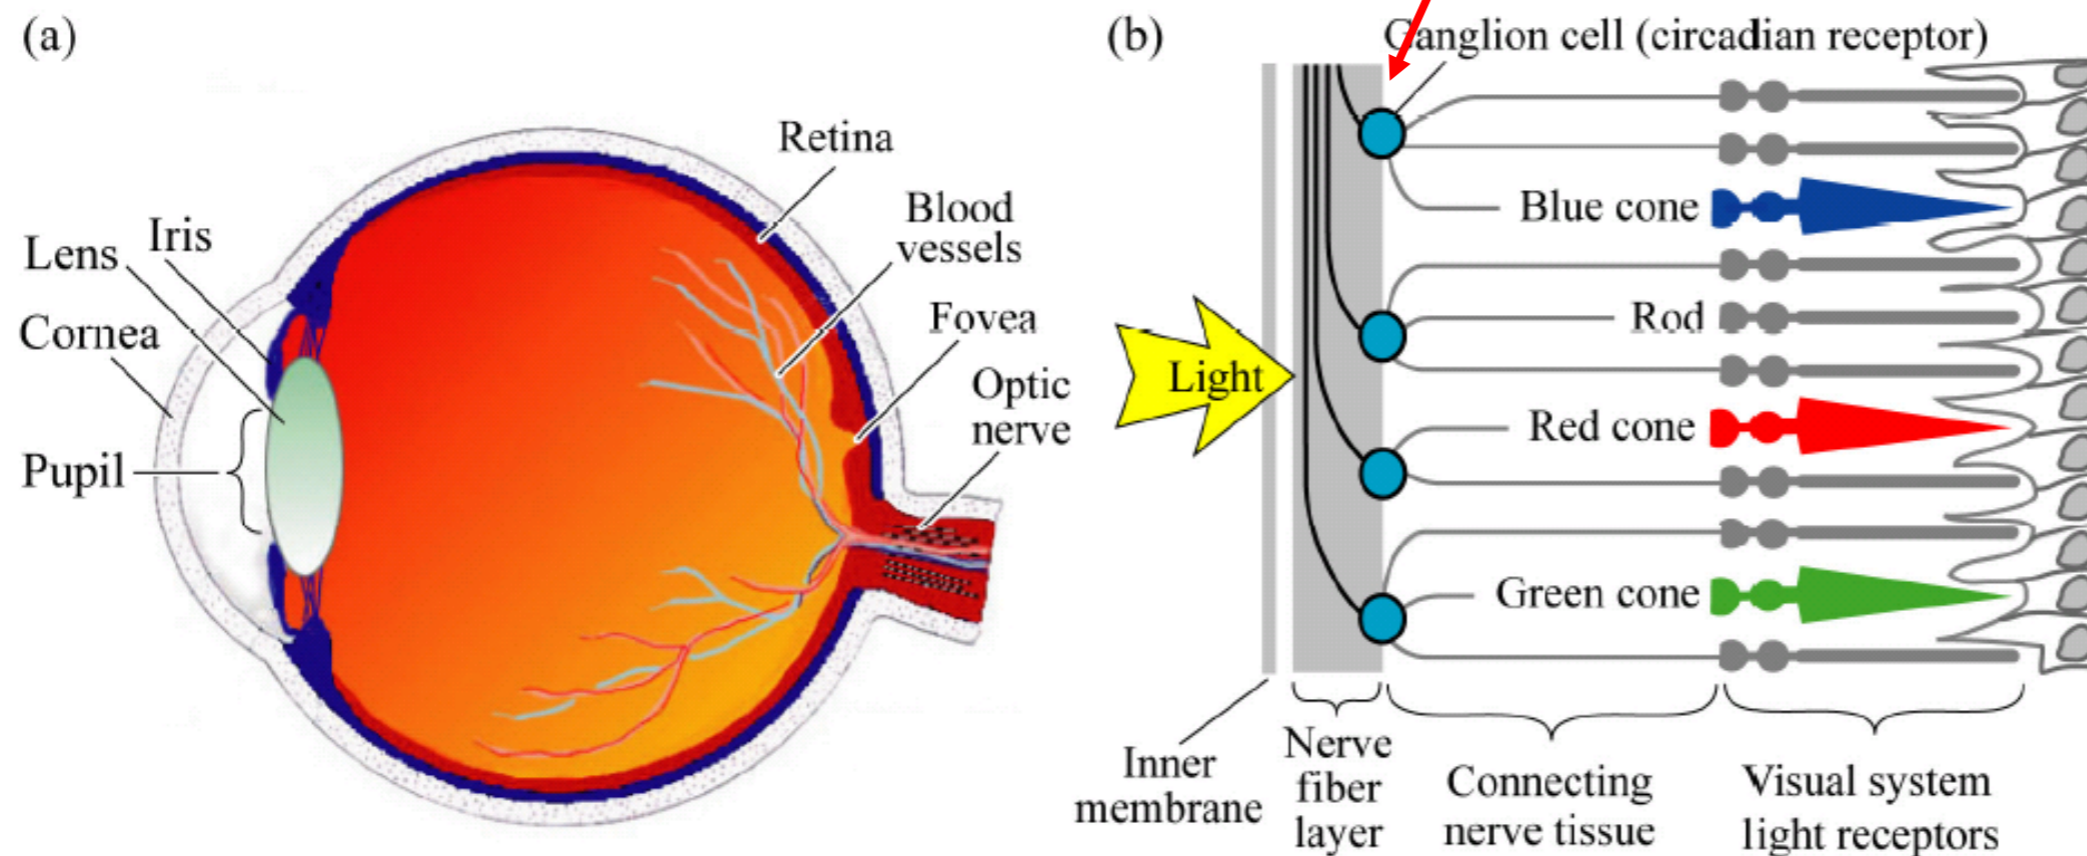 (a)
Retina
Blood
vessels
Iris
Lens
Fovea
Cornea
Optic
nerve
Pupil
(b)
Ganglion cell (circadian receptor)
Blue cone
Rod
Light
Red cone
Green cone
Inner
membrane
Nerve
fiber
layer
Connecting
nerve tissue
Visual system
light receptors